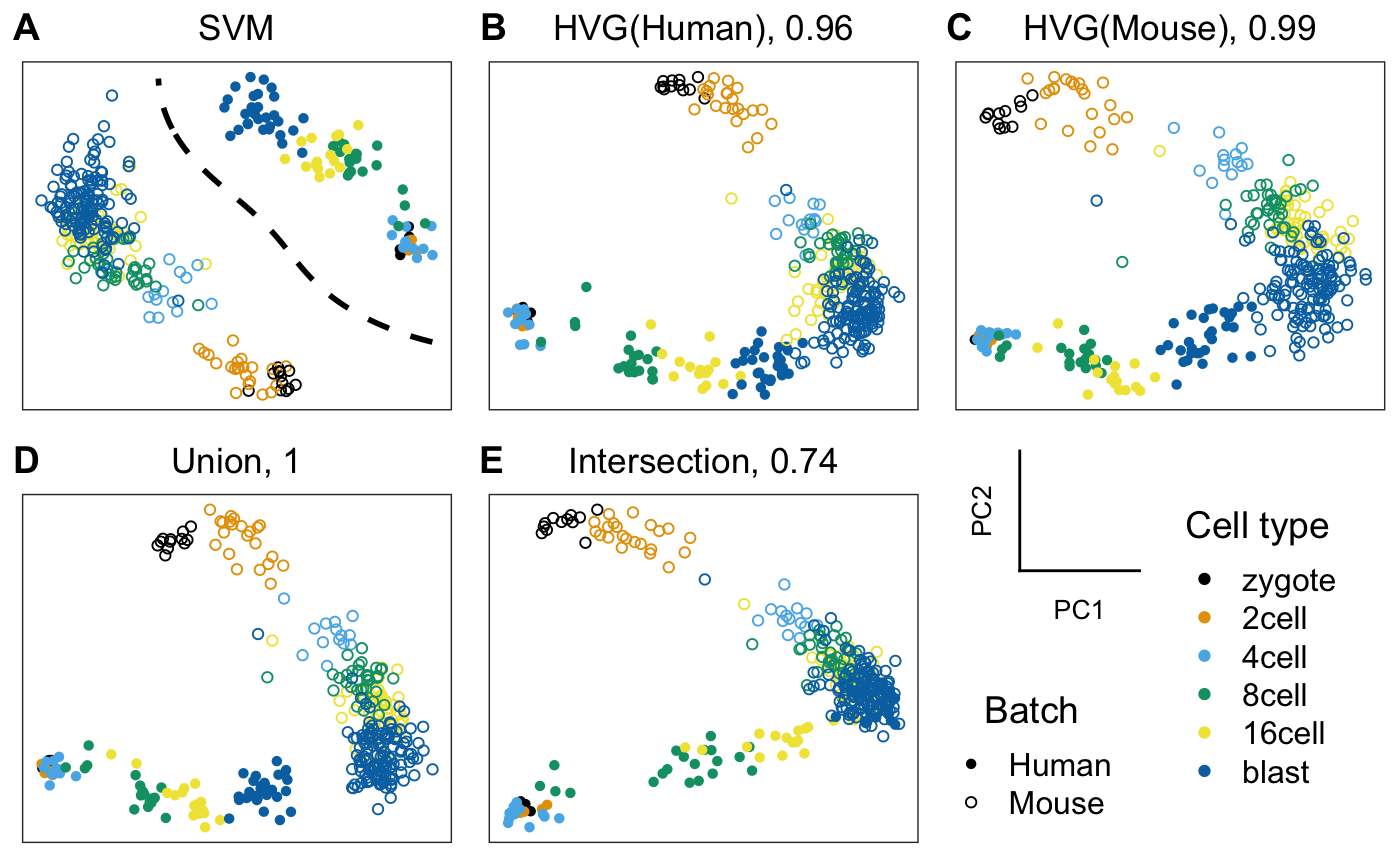 A SVM
B HVG(Human), 0.96
C HVG(Mouse), 0.99
D Union, 1
E Intersection, 0.74
PC2
PC1
Cell type
zygote
2cell
4cell
8cell
16cell
blast
Batch
Human
Mouse